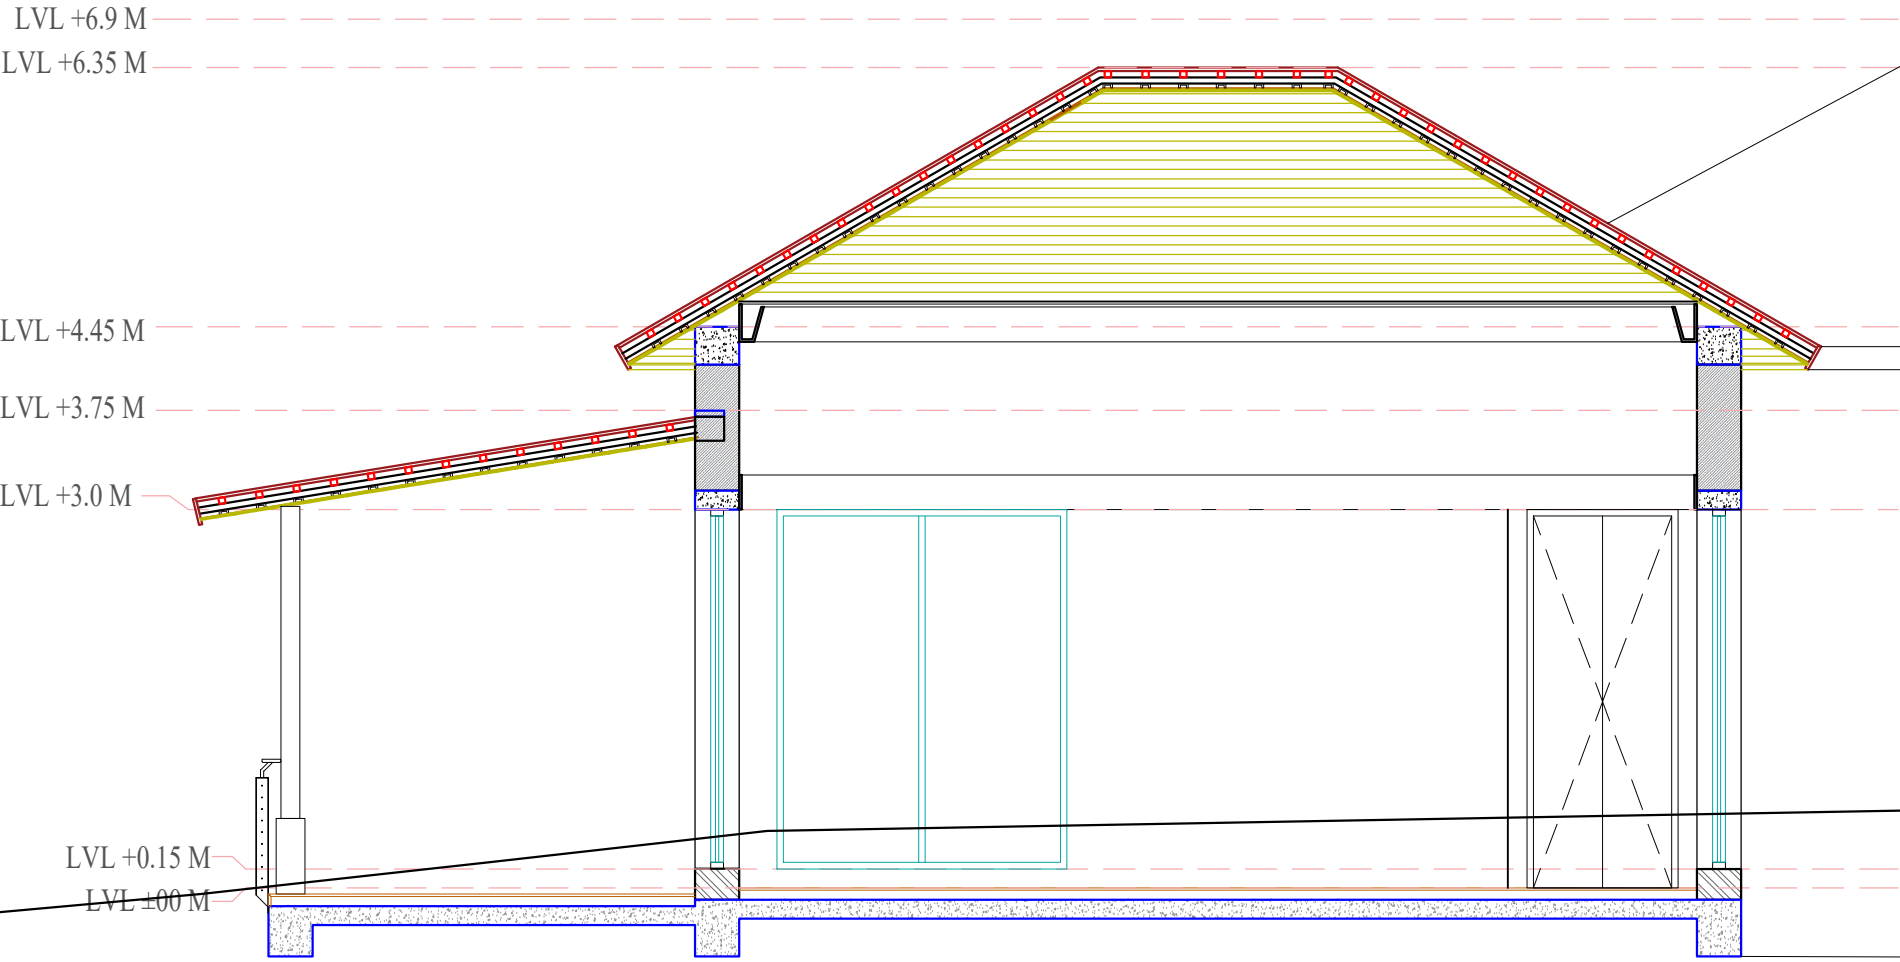 LVL +6.9 M
LVL +6.35 M
LVL +4.45 M
LVL +3.75 M
LVL +3.0 M
LVL +0.15 M
LVL ±00 M